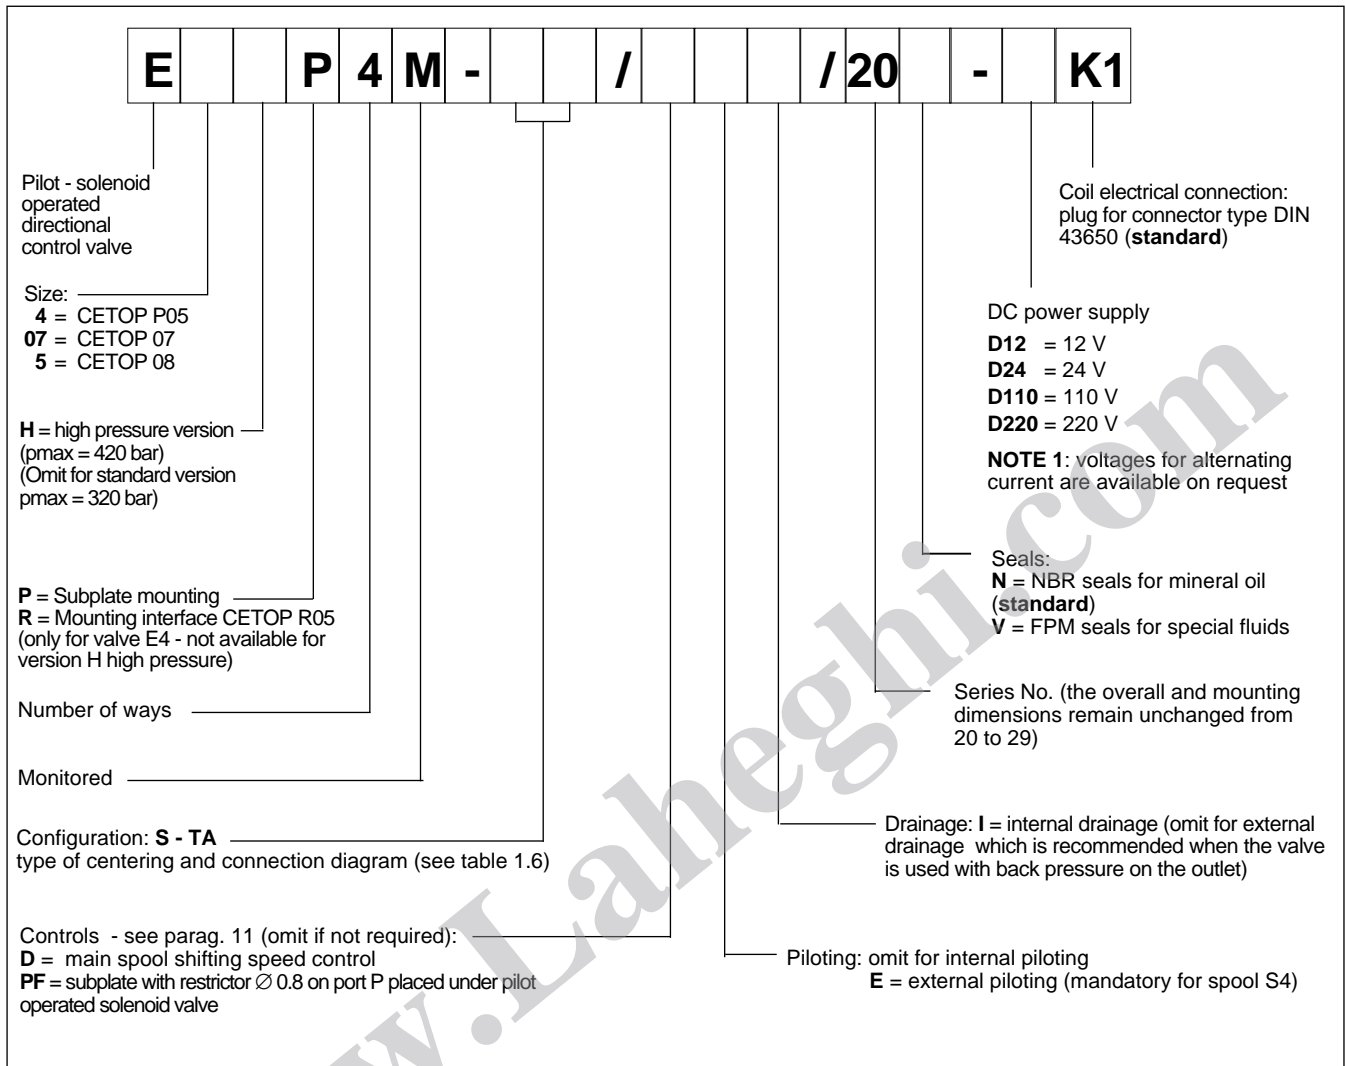 E P 4 M - / / 20 - K1
Pilot - solenoid
operated
directional
control valve
Size:
4 = CETOP P05
07 = CETOP 07
5 = CETOP 08
H = high pressure version
(pmax = 420 bar)
(Omit for standard version
pmax = 320 bar)
P = Subplate mounting
R = Mounting interface CETOP R05
(only for valve E4 - not available for
version H high pressure)
Number of ways
Monitored
Configuration: S - TA
type of centering and connection diagram (see table 1.6)
Controls - see parag. 11 (omit if not required):
D = main spool shifting speed control
PF = subplate with restrictor ∅ 0.8 on port P placed under pilot
operated solenoid valve
Coil electrical connection:
plug for connector type DIN
43650 (standard)
DC power supply
D12 = 12 V
D24 = 24 V
D110 = 110 V
D220 = 220 V
NOTE 1: voltages for alternating
current are available on request
Seals:
N = NBR seals for mineral oil
(standard)
V = FPM seals for special fluids
Series No. (the overall and mounting
dimensions remain unchanged from
20 to 29)
Drainage: I = internal drainage (omit for external
drainage which is recommended when the valve
is used with back pressure on the outlet)
Piloting: omit for internal piloting
E = external piloting (mandatory for spool S4)
w.Laheghi.com